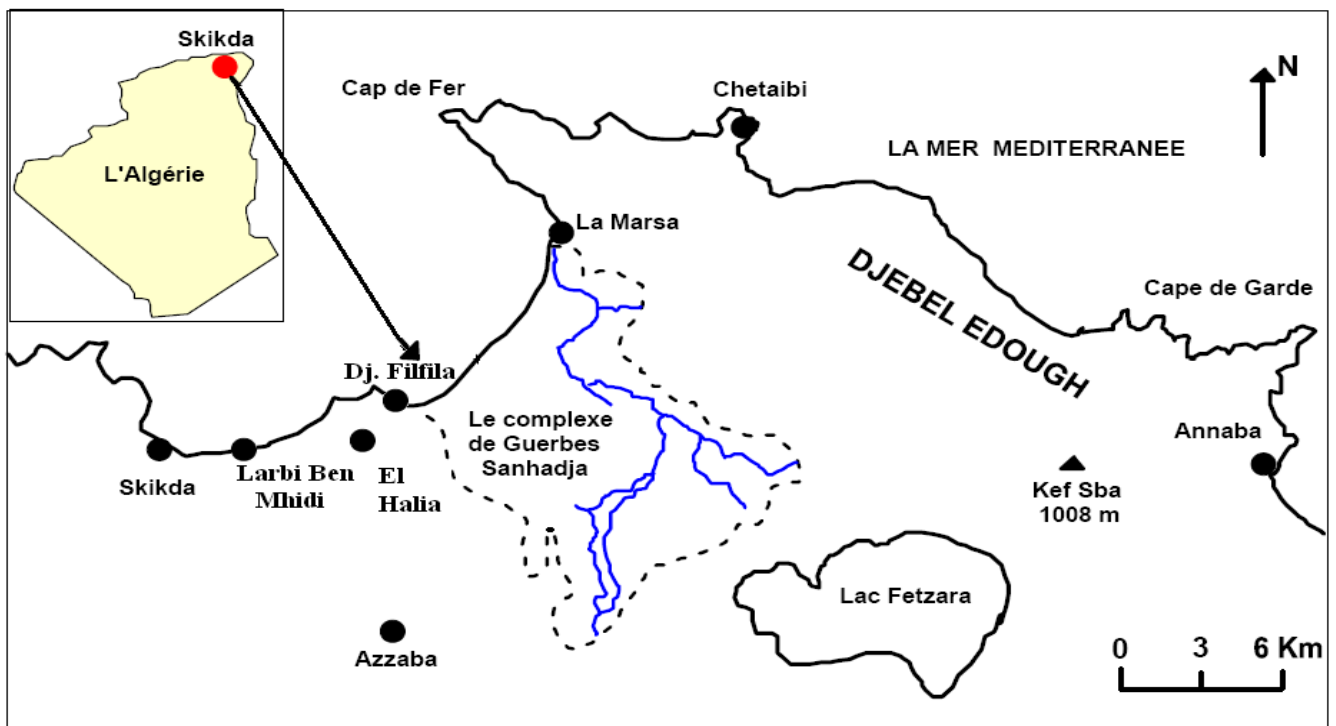 Skikda
L'Algérie
Cap de Fer
Chetaibi
N
LA MER MEDITERRANEE
La Marsa
DJEBEL EDOUGH
Cape de Garde
Dj. Filfila
Le complexe
de Guerbes
Sanhadja
Annaba
Skikda
Larbi Ben
Mhidi
El
Halia
Kef Sba
1008 m
Lac Fetzara
Azzaba
0 3 6 Km